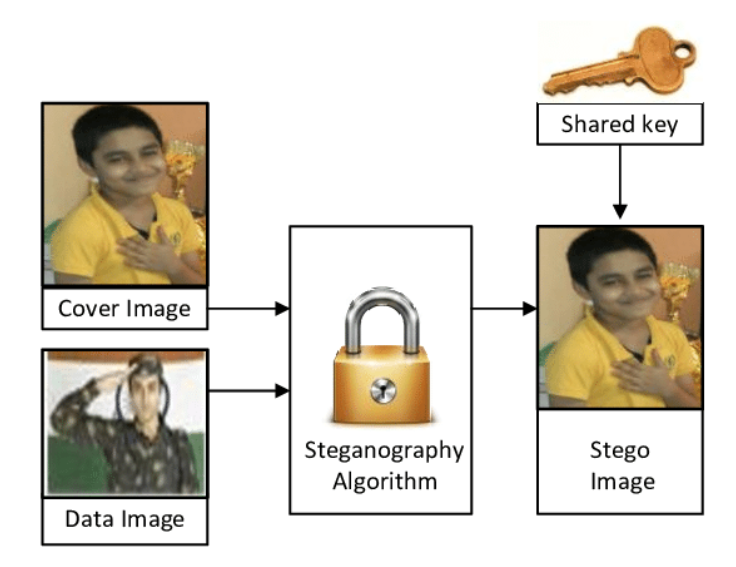 Shared key
Cover Image
Data Image
Steganography
Algorithm
Stego
Image